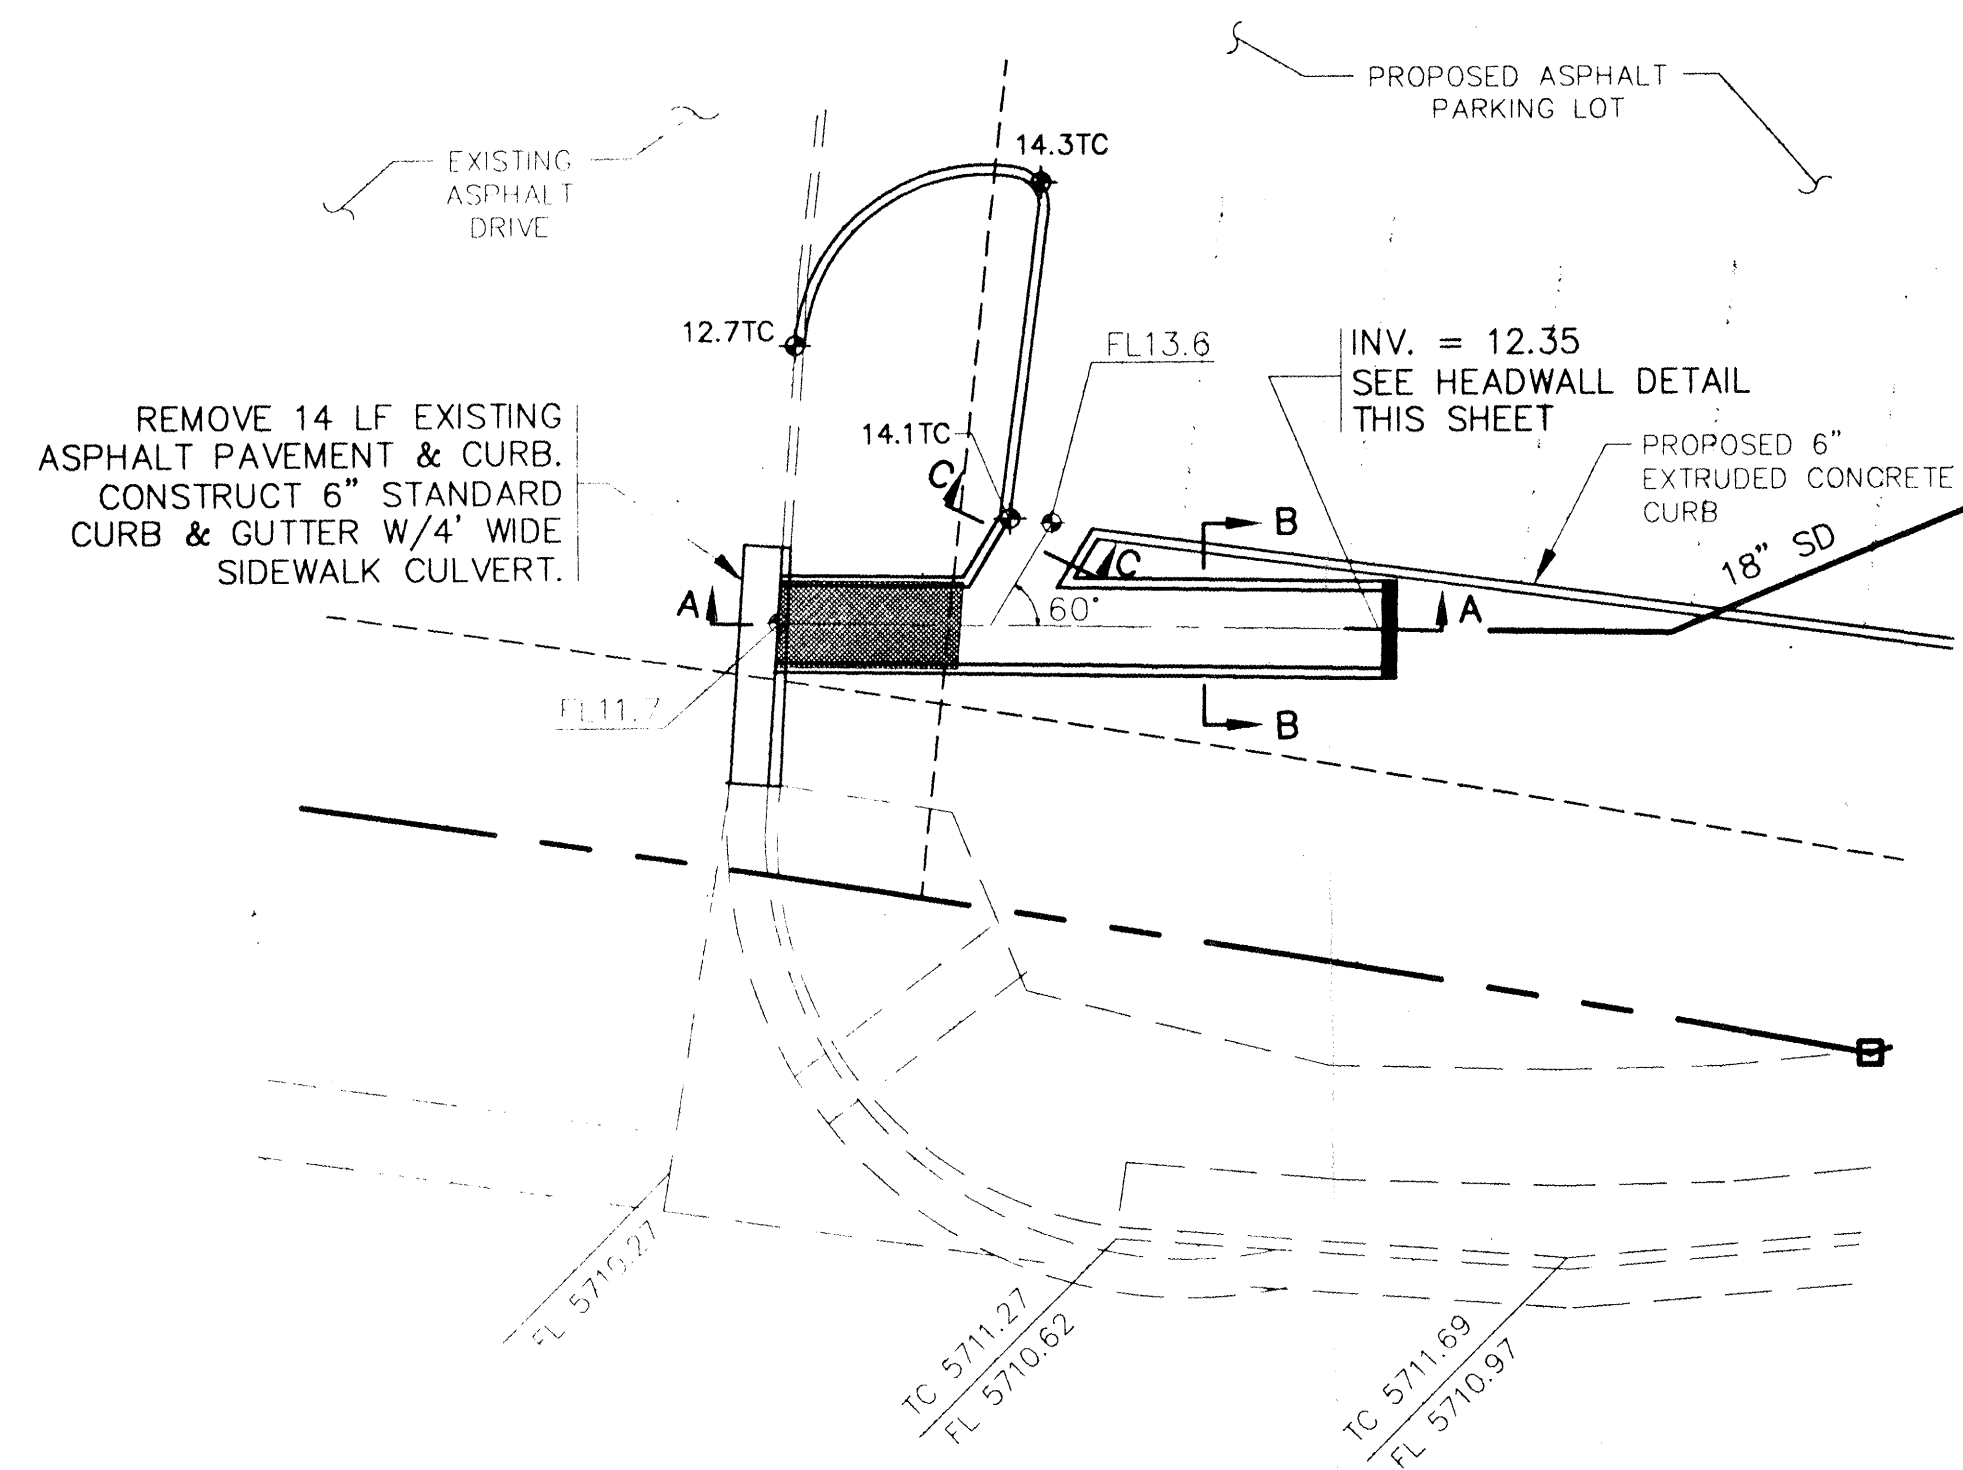 PROPOSED ASPHALT
PARKING LOT
14.3TC
EXISTING
ASPHALT
DRIVE
12.7TC
FL13.6
INV. = 12.35
SEE HEADWALL DETAIL
THIS SHEET
REMOVE 14 LF EXISTING
ASPHALT PAVEMENT & CURB.
CONSTRUCT 6" STANDARD
CURB & GUTTER W/4' WIDE
SIDEWALK CULVERT.
14.1TC
PROPOSED 6"
EXTRUDED CONCRETE
CURB
C
B
18" SD
C
A
60°
A
FL11.7
B
FL 5710.27
TC 5711.27
FL 5710.62
TC 5711.69
FL 5710.97